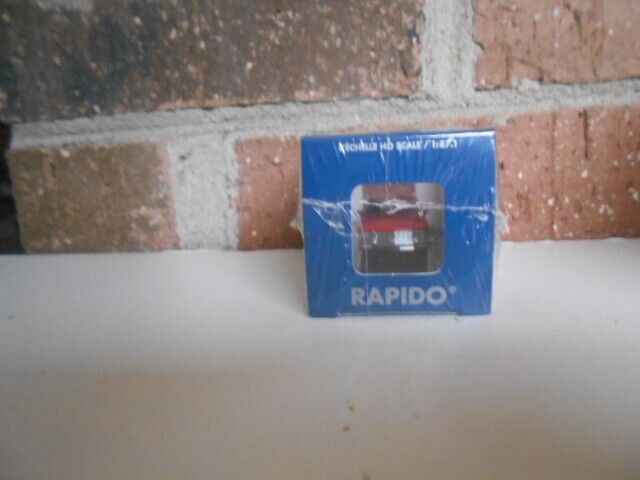 L'ÉCHELLE HO SCALE / 1:87.1
RAPIDO®